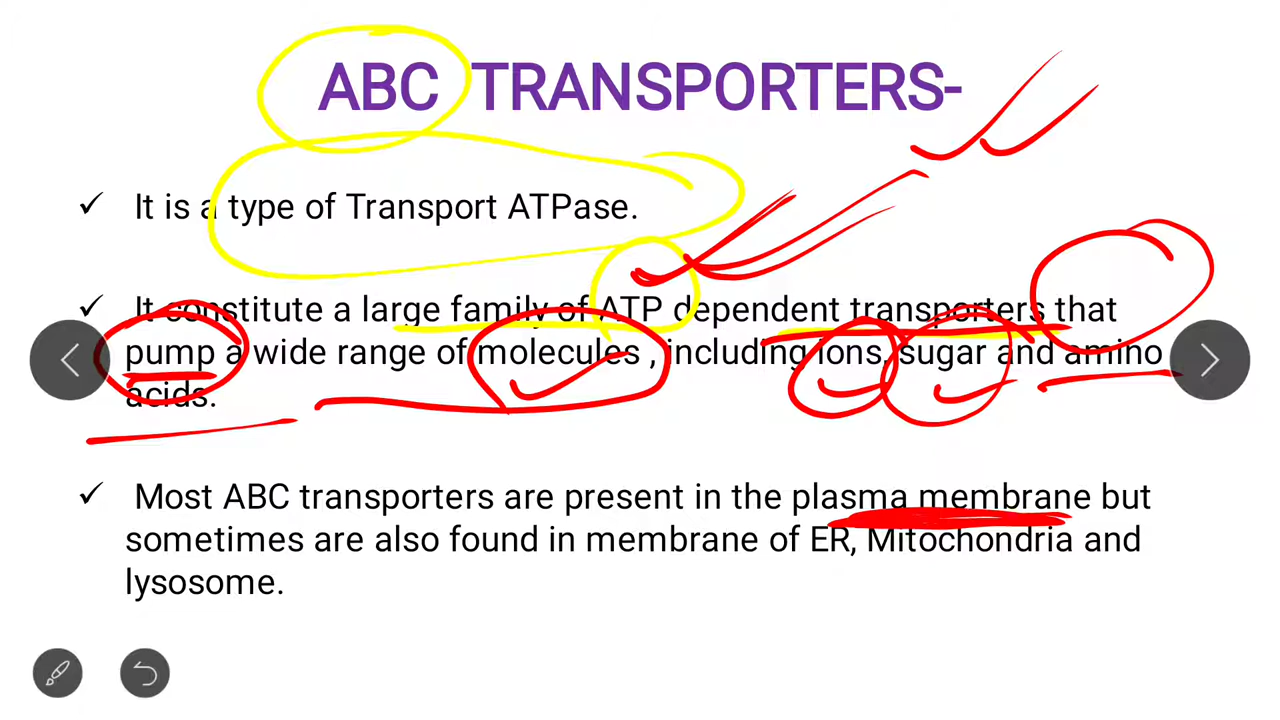 ABC TRANSPORTERS-
✓ It is a type of Transport ATPase.
✓ It constitute a large family of ATP dependent transporters that
pump a wide range of molecules , including ions, sugar and amino
acids.
✓ Most ABC transporters are present in the plasma membrane but
sometimes are also found in membrane of ER, Mitochondria and
lysosome.